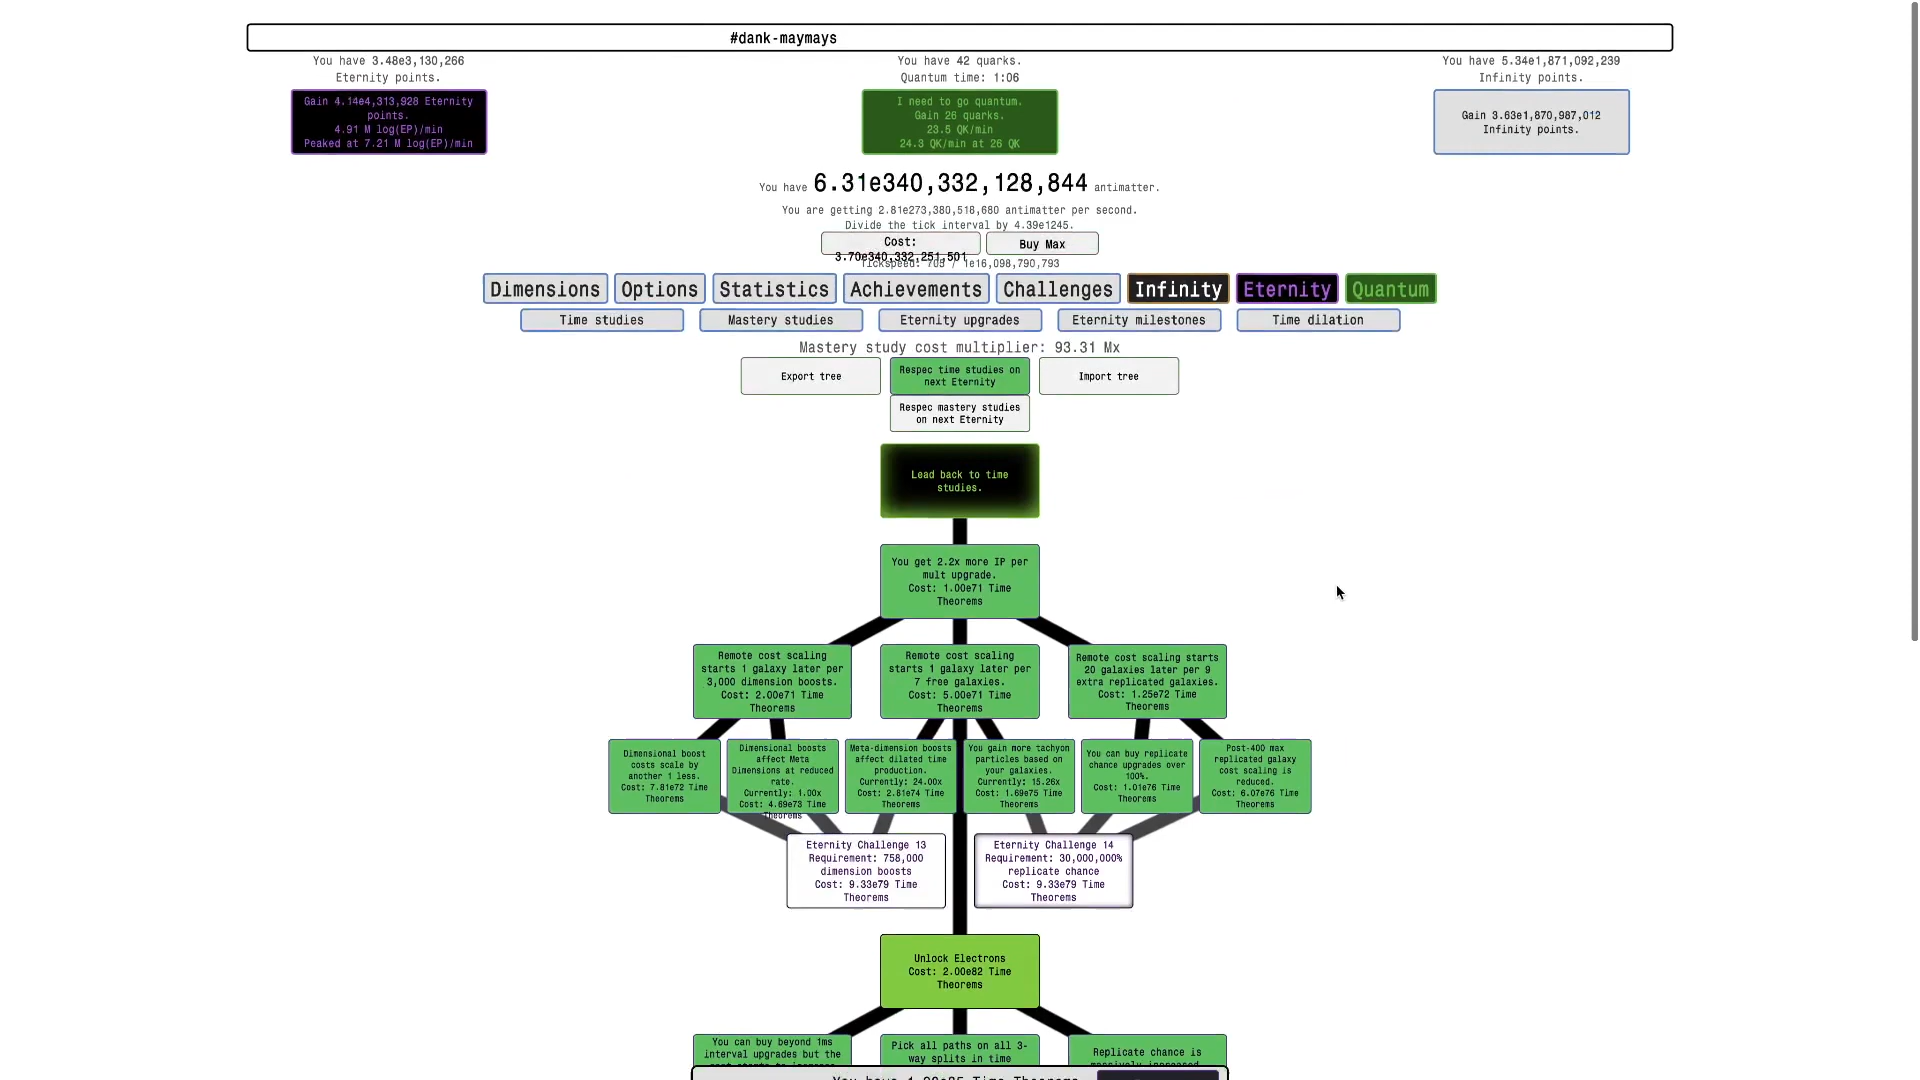 #dank-maymays
You have 3.48e3,130,266
Eternity points.
Gain 4.14e4,313,928 Eternity
points.
4.91 M log(EP)/min
Peaked at 7.21 M log(EP)/min
You have 42 quarks.
Quantum time: 1:06
I need to go quantum.
Gain 26 quarks.
23.5 QK/min
24.3 QK/min at 26 QK
You have 5.34e1,871,092,239
Infinity points.
Gain 3.63e1,870,987,012
Infinity points.
You have 6.31e340,332,128,844 antimatter.
You are getting 2.81e273,380,518,680 antimatter per second.
Divide the tick interval by 4.39e1245.
Cost:
3.70e340,332,251,501
Buy Max
Tickspeed: 705 / 1e16,098,790,793
Dimensions
Options
Statistics
Achievements
Challenges
Infinity
Eternity
Quantum
Time studies
Mastery studies
Eternity upgrades
Eternity milestones
Time dilation
Mastery study cost multiplier: 93.31 Mx
Export tree
Respec time studies on
next Eternity
Import tree
Respec mastery studies
on next Eternity
Lead back to time
studies.
You get 2.2x more IP per
mult upgrade.
Cost: 1.00e71 Time
Theorems
Remote cost scaling
starts 1 galaxy later per
3,000 dimension boosts.
Cost: 2.00e71 Time
Theorems
Remote cost scaling
starts 1 galaxy later per
7 free galaxies.
Cost: 5.00e71 Time
Theorems
Remote cost scaling starts
20 galaxies later per 9
extra replicated galaxies.
Cost: 1.25e72 Time
Theorems
Dimensional boost
costs scale by
another 1 less.
Cost: 7.81e72 Time
Theorems
Dimensional boosts
affect Meta
Dimensions at reduced
rate.
Currently: 1.00x
Cost: 4.69e73 Time
Theorems
Meta-dimension boosts
affect dilated time
production.
Currently: 24.00x
Cost: 2.81e74 Time
Theorems
You gain more tachyon
particles based on
your galaxies.
Currently: 15.26x
Cost: 1.69e75 Time
Theorems
You can buy replicate
chance upgrades over
100%.
Cost: 1.01e76 Time
Theorems
Post-400 max
replicated galaxy
cost scaling is
reduced.
Cost: 6.07e76 Time
Theorems
Eternity Challenge 13
Requirement: 758,000
dimension boosts
Cost: 9.33e79 Time
Theorems
Eternity Challenge 14
Requirement: 30,000,000%
replicate chance
Cost: 9.33e79 Time
Theorems
Unlock Electrons
Cost: 2.00e82 Time
Theorems
You can buy beyond 1ms
interval upgrades but the
Pick all paths on all 3-
way splits in time
Replicate chance is